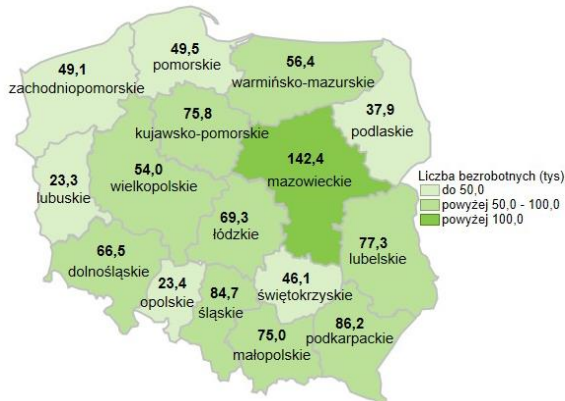 49,5
pomorskie
49,1
zachodniopomorskie
56,4
warmińsko-mazurskie
37,9
podlaskie
75,8
kujawsko-pomorskie
142,4
mazowieckie
23,3
lubuskie
54,0
wielkopolskie
69,3
łódzkie
66,5
dolnośląskie
23,4
opolskie
84,7
śląskie
46,1
świętokrzyskie
77,3
lubelskie
75,0
małopolskie
86,2
podkarpackie
Liczba bezrobotnych (tys)
do 50,0
powyżej 50,0 - 100,0
powyżej 100,0